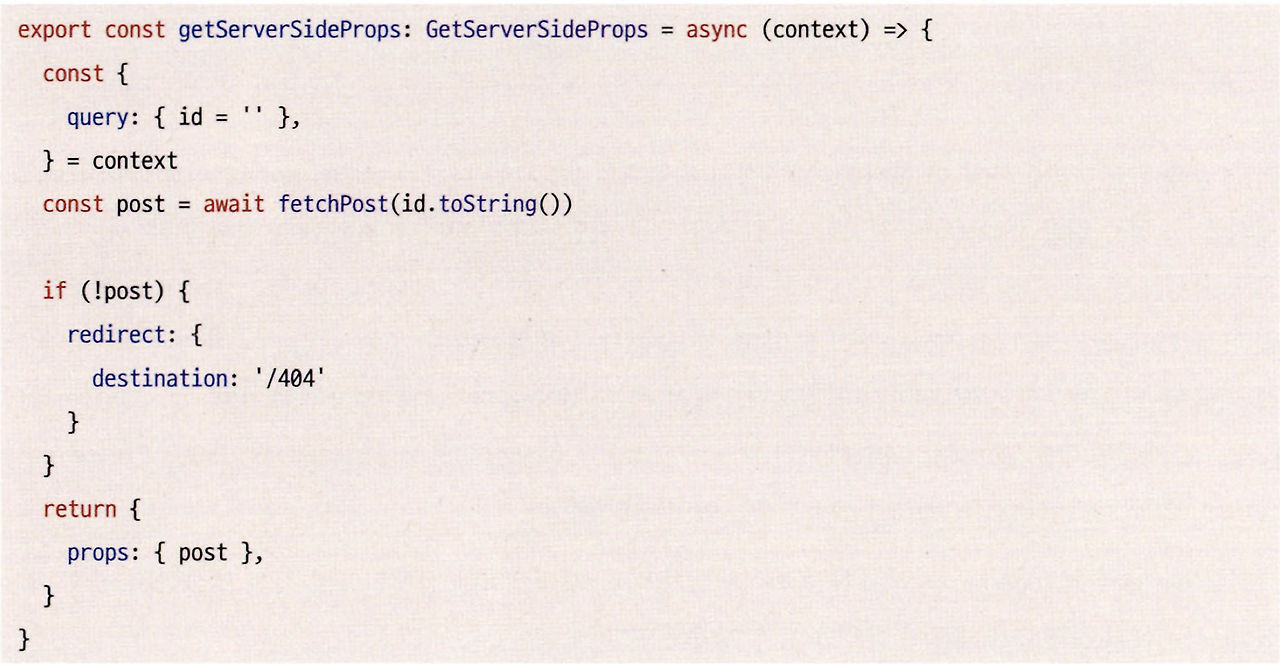 export const getServerSideProps: GetServerSideProps = async (context) => {
  const {
    query: { id = '' },
  } = context
  const post = await fetchPost(id.toString())

  if (!post) {
    redirect: {
      destination: '/404'
    }
  }
  return {
    props: { post },
  }
}